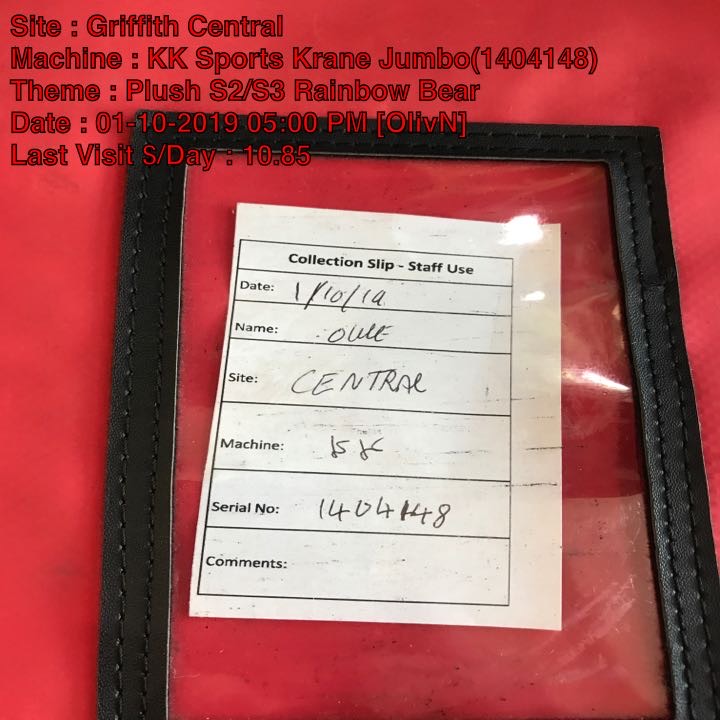 Site : Griffith Central
Machine : KK Sports Krane Jumbo(1404148)
Theme : Plush S2/S3 Rainbow Bear
Date : 01-10-2019 05:00 PM [OlivN]
Last Visit $/Day : 10.85
Collection Slip - Staff Use
Date: 1/10/19
Name: OLLIE
Site: CENTRAL
Machine: KK
Serial No: 1404148
Comments: